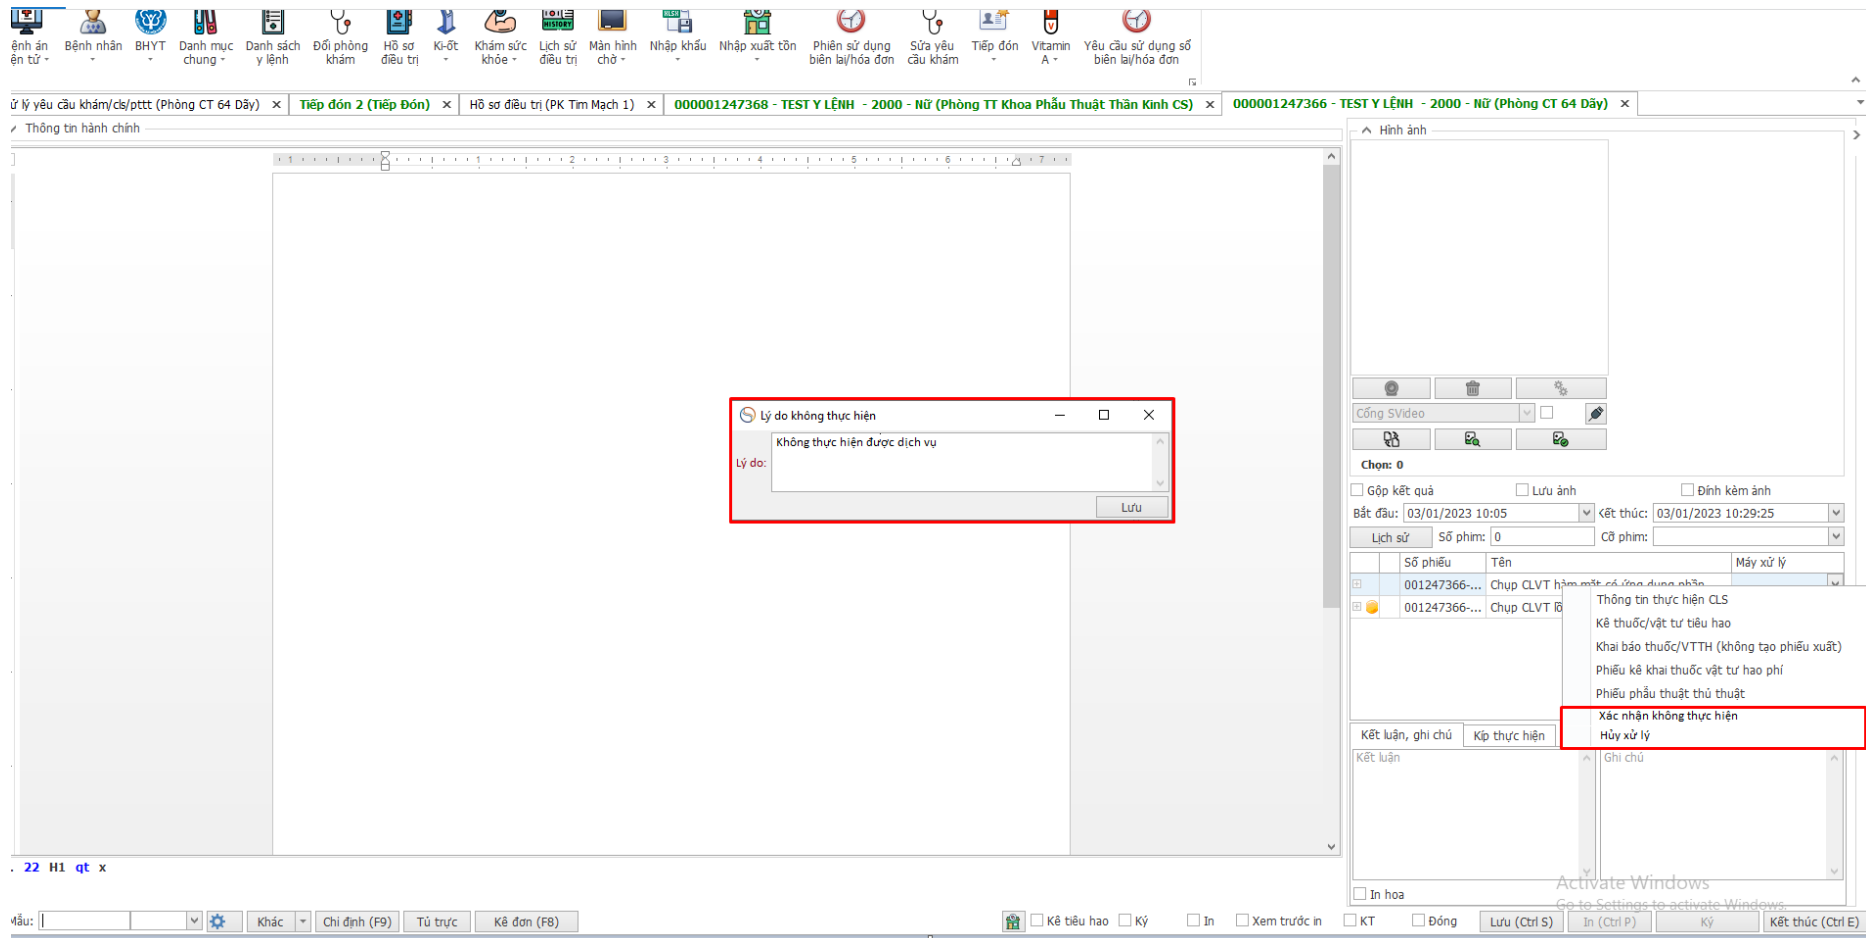 ệnh án Bệnh nhân BHYT Danh mục Danh sách Đổi phòng Hồ sơ Ki-ốt Khám sức Lịch sử Màn hình Nhập khẩu Nhập xuất tồn Phiên sử dụng Sửa yêu Tiếp đón Vitamin Yêu cầu sử dụng sổ
ện tử chung y lệnh khám điều trị khỏe điều trị chờ biên lai/hóa đơn cầu khám A biên lai/hóa đơn
ử lý yêu cầu khám/cls/pttt (Phòng CT 64 Dãy) Tiếp đón 2 (Tiếp Đón) Hồ sơ điều trị (PK Tim Mạch 1) 000001247368 - TEST Y LỆNH - 2000 - Nữ (Phòng TT Khoa Phẫu Thuật Thần Kinh CS) 000001247366 - TEST Y LỆNH - 2000 - Nữ (Phòng CT 64 Dãy)
Thông tin hành chính
1 1 2 3 4 5 6 7
Lý do không thực hiện
Không thực hiện được dịch vụ
Lý do:
Lưu
Hình ảnh
Cổng SVideo
Chọn: 0
Gộp kết quả Lưu ảnh Đính kèm ảnh
Bắt đầu: 03/01/2023 10:05 Kết thúc: 03/01/2023 10:29:25
Lịch sử Số phim: 0 Cỡ phim:
Số phiếu Tên Máy xử lý
001247366-... Chụp CLVT hàm mặt có ứng dụng phần
001247366-... Chụp CLVT lồ
Thông tin thực hiện CLS
Kê thuốc/vật tư tiêu hao
Khai báo thuốc/VTTH (không tạo phiếu xuất)
Phiếu kê khai thuốc vật tư hao phí
Phiếu phẫu thuật thủ thuật
Xác nhận không thực hiện
Hủy xử lý
Kết luận, ghi chú Kíp thực hiện
Kết luận Ghi chú
In hoa
Activate Windows
Go to Settings to activate Windows.
. 22 H1 qt x
Mẫu: Khác Chỉ định (F9) Tủ trực Kê đơn (F8) Kê tiêu hao Ký In Xem trước in KT Đóng Lưu (Ctrl S) In (Ctrl P) Ký Kết thúc (Ctrl E)